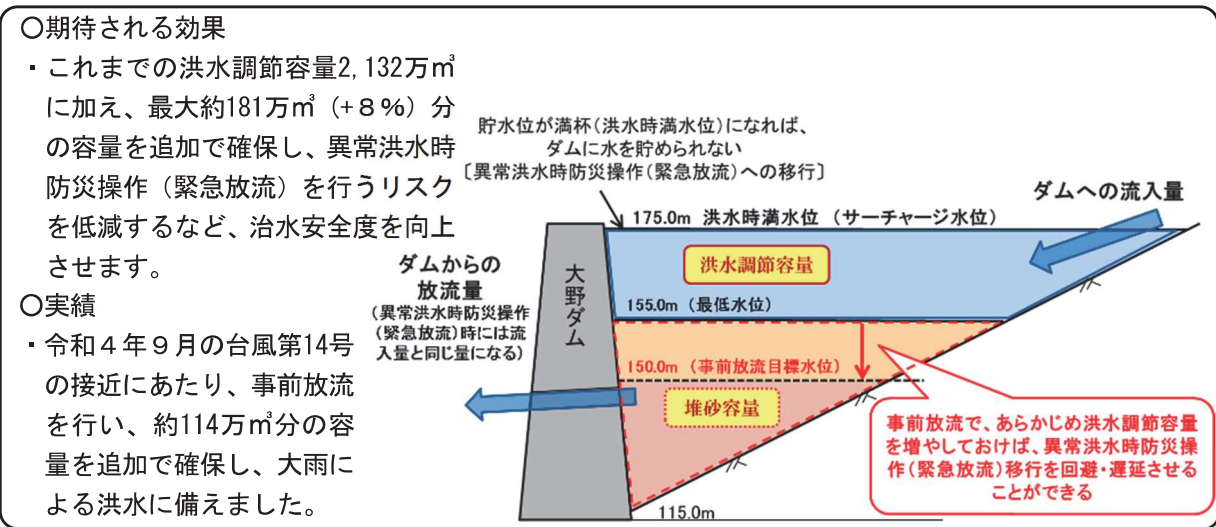 〇期待される効果
・これまでの洪水調節容量2,132万㎥
に加え、最大約181万㎥（+８%）分
の容量を追加で確保し、異常洪水時
防災操作（緊急放流）を行うリスク
を低減するなど、治水安全度を向上
させます。
〇実績
・令和４年９月の台風第14号
の接近にあたり、事前放流
を行い、約114万㎥分の容
量を追加で確保し、大雨に
よる洪水に備えました。
貯水位が満杯（洪水時満水位）になれば、
ダムに水を貯められない
〔異常洪水時防災操作（緊急放流）への移行〕
ダムへの流入量
175.0m 洪水時満水位 （サーチャージ水位）
洪水調節容量
ダムからの
放流量
（異常洪水時防災操作
（緊急放流）時には流
入量と同じ量になる）
大野ダム
155.0m （最低水位）
150.0m （事前放流目標水位）
堆砂容量
115.0m
事前放流で、あらかじめ洪水調節容量
を増やしておけば、異常洪水時防災操
作（緊急放流）移行を回避・遅延させる
ことができる